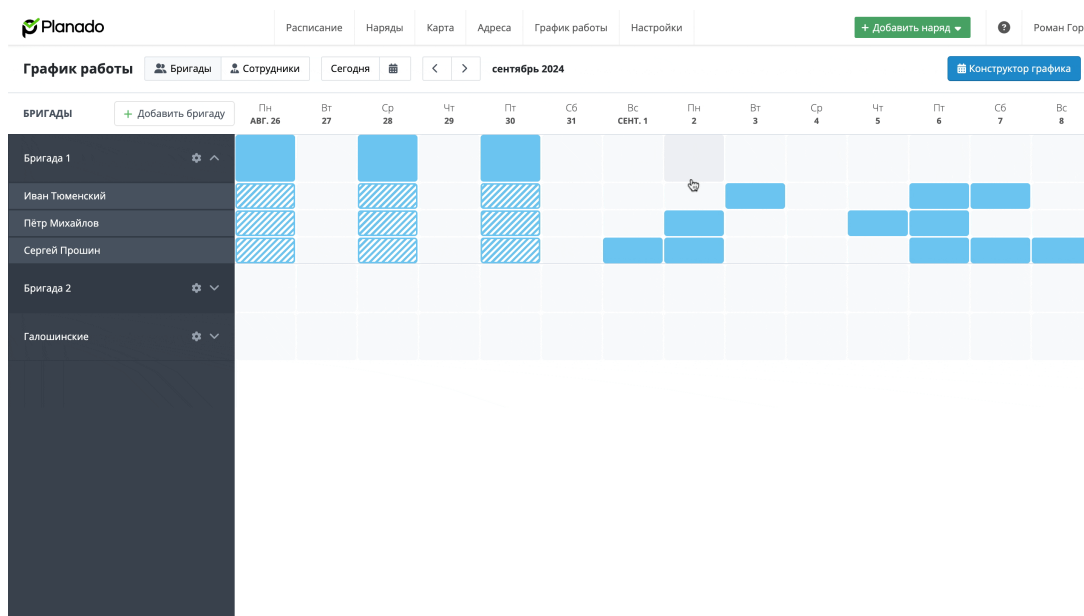 Planado Расписание Наряды Карта Адреса График работы Настройки + Добавить наряд ? Роман Гор
График работы Бригады Сотрудники Сегодня сентябрь 2024 Конструктор графика
БРИГАДЫ + Добавить бригаду
Пн Вт Ср Чт Пт Сб Вс Пн Вт Ср Чт Пт Сб Вс
АВГ. 26 27 28 29 30 31 СЕНТ. 1 2 3 4 5 6 7 8
Бригада 1
Иван Тюменский
Пётр Михайлов
Сергей Прошин
Бригада 2
Галошинские